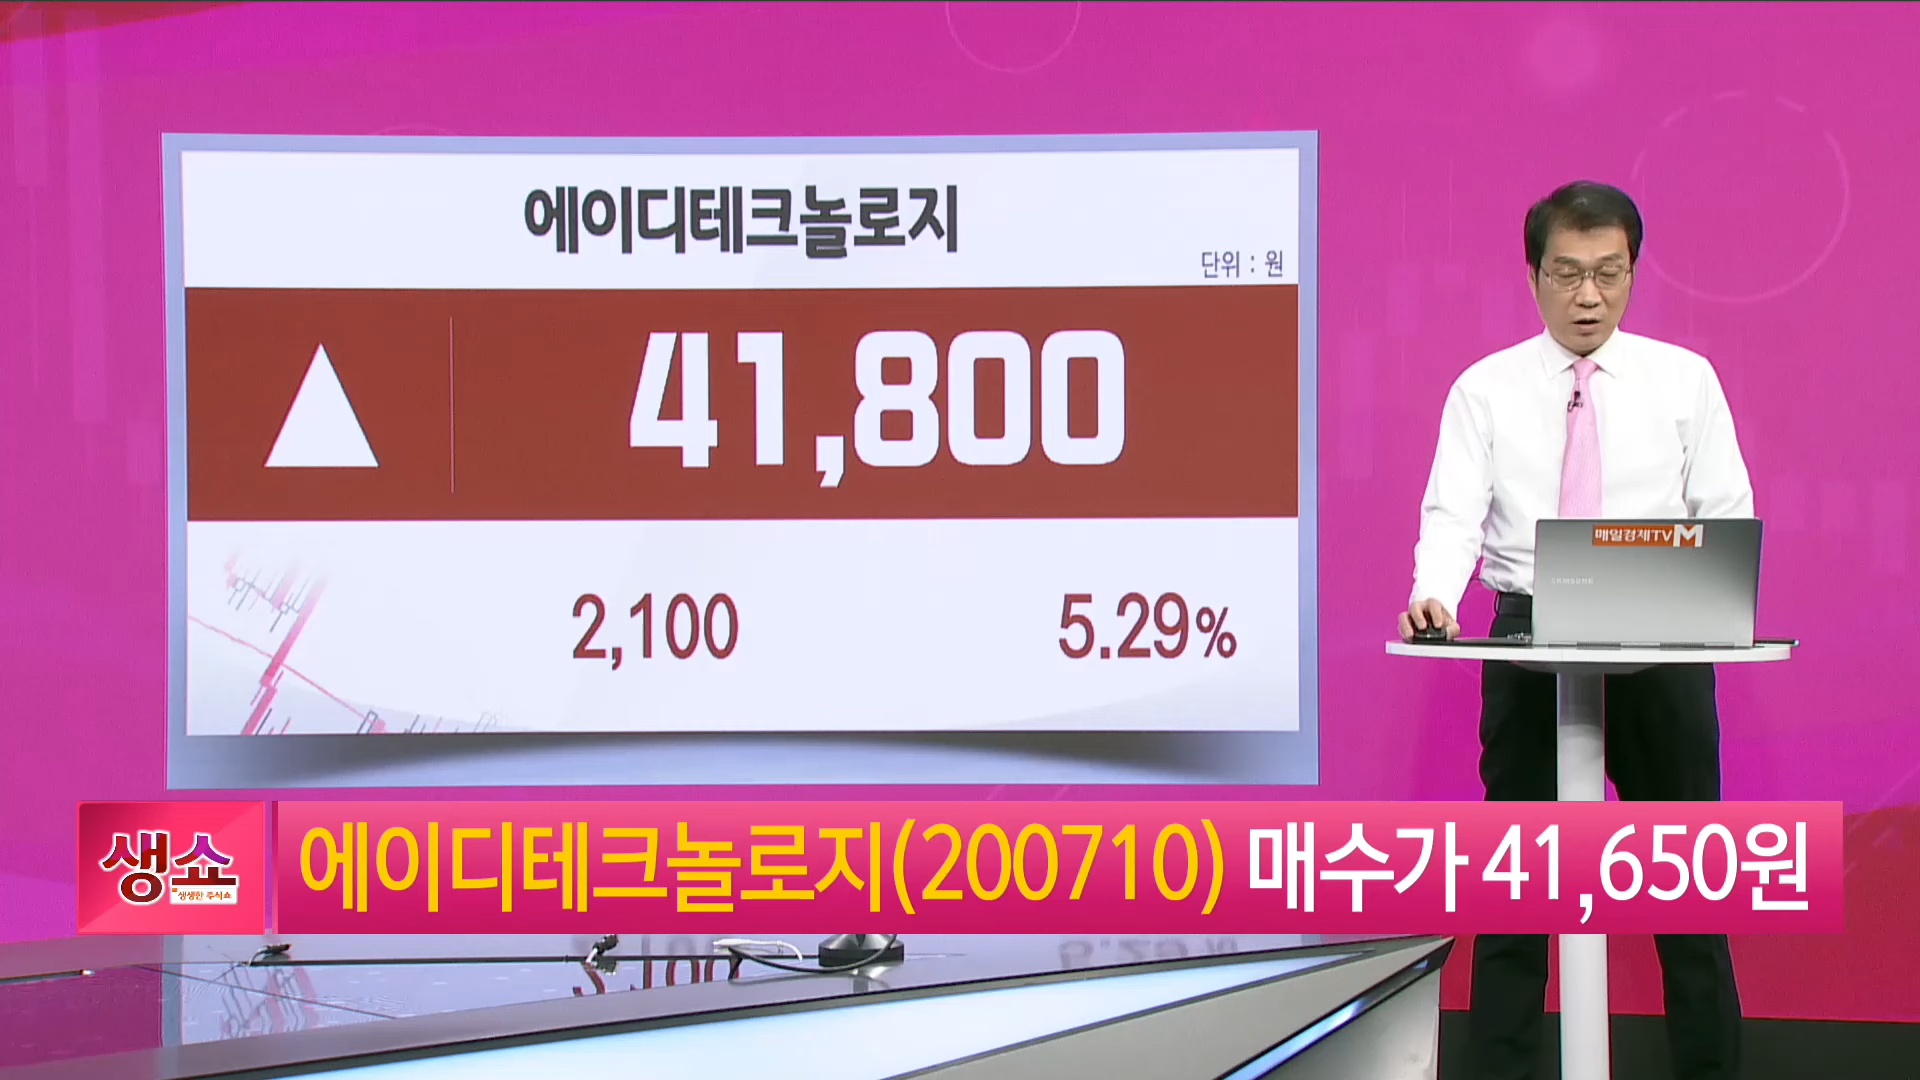 에이디테크놀로지
단위 : 원
▲ 41,800
2,100 5.29%
매일경제TV M
SAMSUNG
생쇼
생생한 주식쇼
에이디테크놀로지(200710) 매수가 41,650원